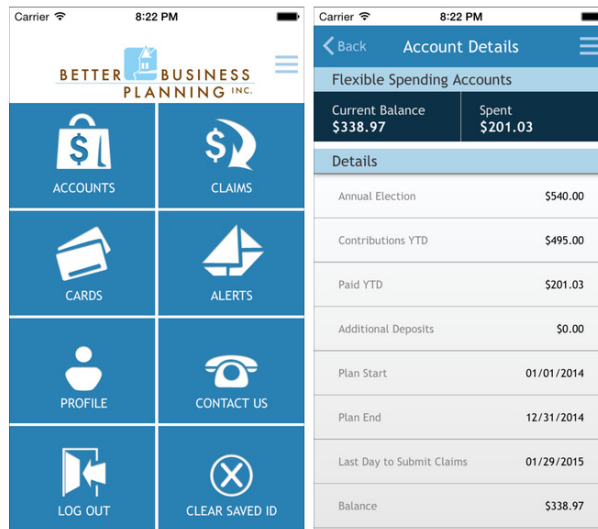 Carrier 8:22 PM
BETTER BUSINESS
PLANNING INC.
ACCOUNTS
CLAIMS
CARDS
ALERTS
PROFILE
CONTACT US
LOG OUT
CLEAR SAVED ID
Carrier 8:22 PM
Back Account Details
Flexible Spending Accounts
Current Balance Spent
$338.97 $201.03
Details
Annual Election $540.00
Contributions YTD $495.00
Paid YTD $201.03
Additional Deposits $0.00
Plan Start 01/01/2014
Plan End 12/31/2014
Last Day to Submit Claims 01/29/2015
Balance $338.97